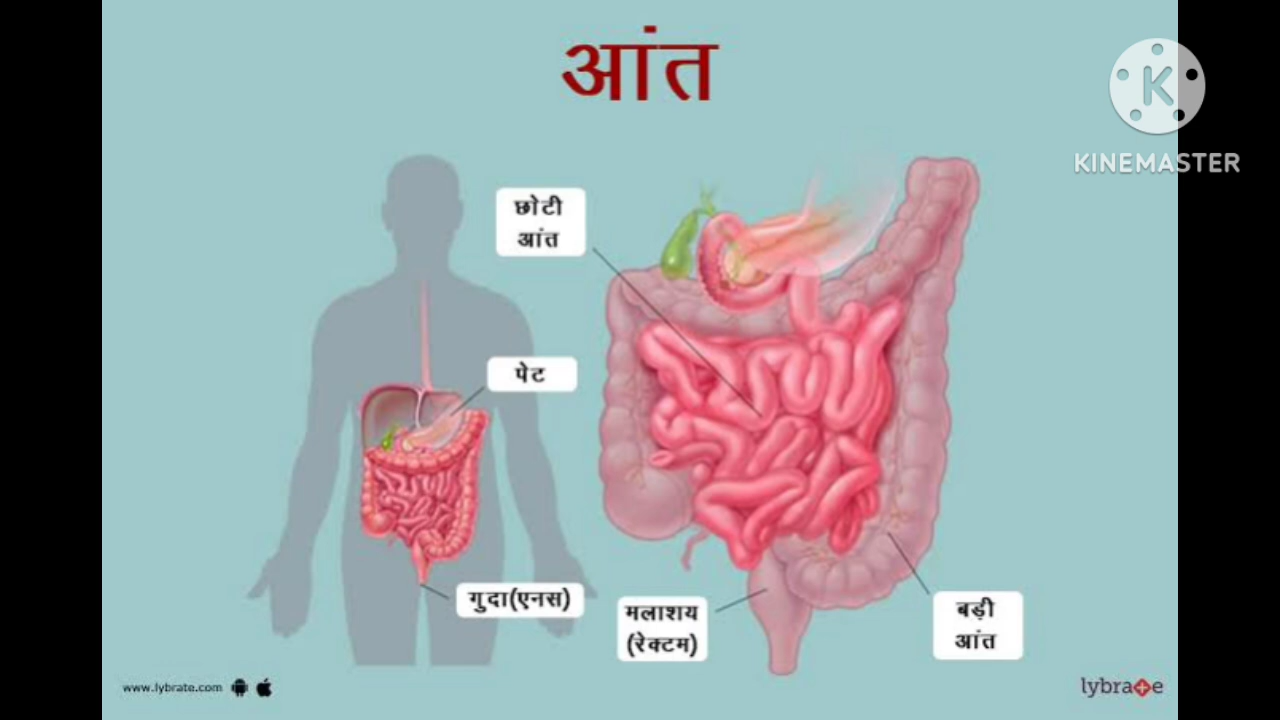 आंत
KINEMASTER
छोटी
आंत
पेट
गुदा(एनस)
मलाशय
(रेक्टम)
बड़ी
आंत
www.lybrate.com
lybrate